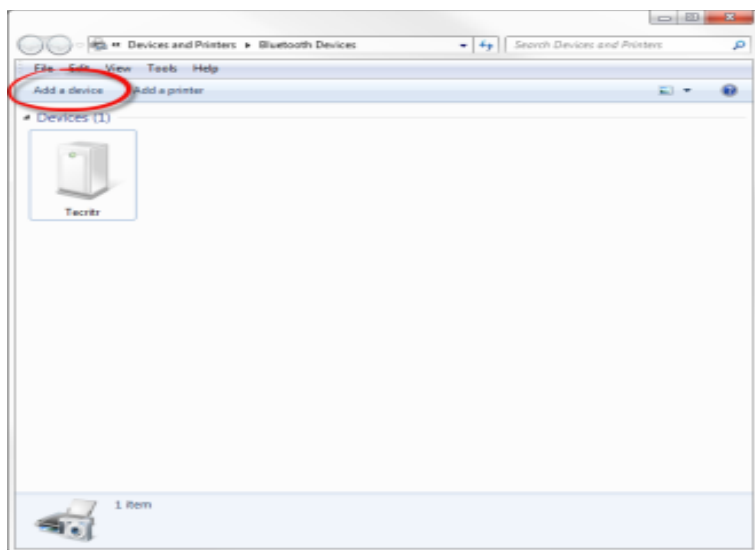 Devices and Printers ▸ Bluetooth Devices
Search Devices and Printers
File Edit View Tools Help
Add a device Add a printer
Devices (1)
Tecritr
1 item